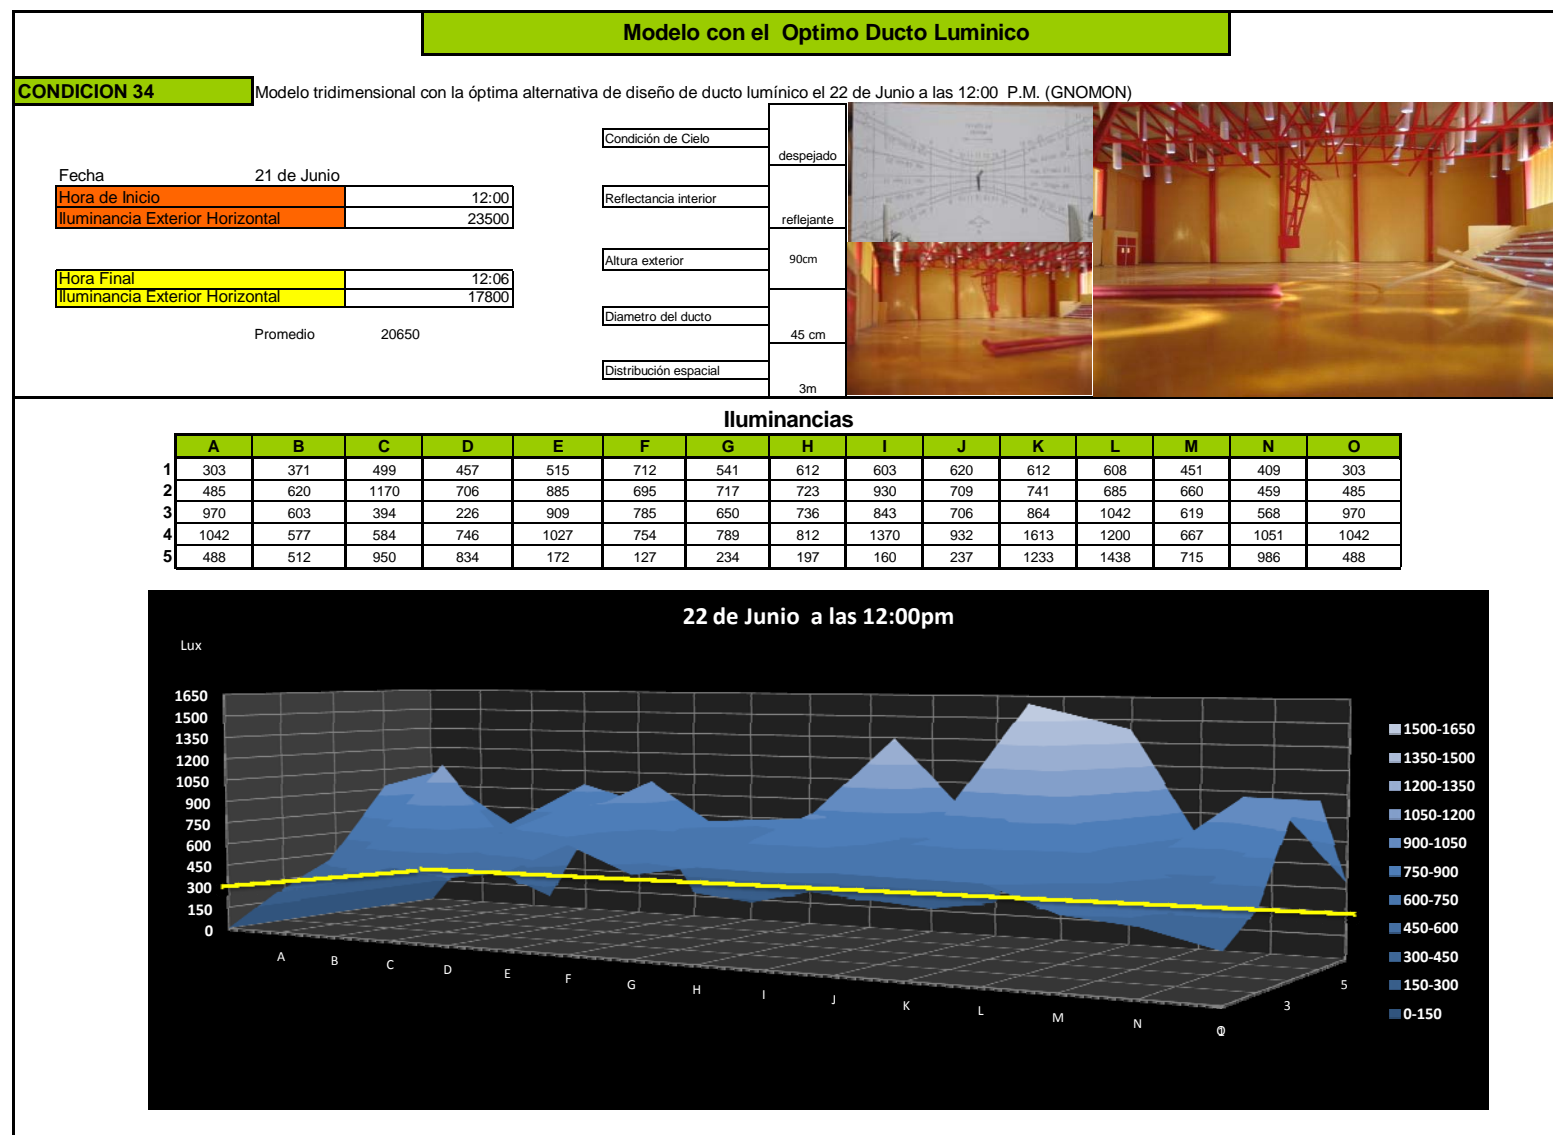 Modelo con el  Optimo Ducto Luminico
CONDICION 34 Modelo tridimensional con la óptima alternativa de diseño de ducto lumínico el 22 de Junio a las 12:00  P.M. (GNOMON)
Condición de Cielo
despejado
Fecha 21 de Junio
Hora de Inicio 12:00
Iluminancia Exterior Horizontal 23500
Reflectancia interior
reflejante
Altura exterior 90cm
Hora Final 12:06
Iluminancia Exterior Horizontal 17800
Diametro del ducto
45 cm
Promedio 20650
Distribución espacial
3m
Iluminancias
A B C D E F G H I J K L M N O
1 303 371 499 457 515 712 541 612 603 620 612 608 451 409 303
2 485 620 1170 706 885 695 717 723 930 709 741 685 660 459 485
3 970 603 394 226 909 785 650 736 843 706 864 1042 619 568 970
4 1042 577 584 746 1027 754 789 812 1370 932 1613 1200 667 1051 1042
5 488 512 950 834 172 127 234 197 160 237 1233 1438 715 986 488
22 de Junio  a las 12:00pm
Lux
1650
1500
1350
1200
1050
900
750
600
450
300
150
0
A B C D E F G H I J K L M N O
1
3
5
1500-1650
1350-1500
1200-1350
1050-1200
900-1050
750-900
600-750
450-600
300-450
150-300
0-150